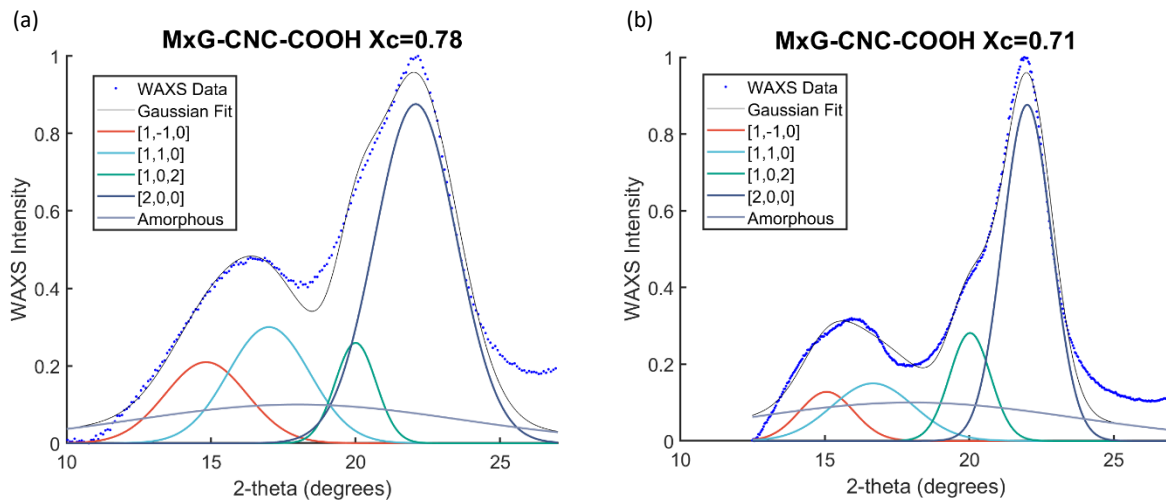 (a)
MxG-CNC-COOH Xc=0.78
WAXS Data
Gaussian Fit
[1,-1,0]
[1,1,0]
[1,0,2]
[2,0,0]
Amorphous
WAXS Intensity
1
0.8
0.6
0.4
0.2
0
10
15
20
25
2-theta (degrees)
(b)
MxG-CNC-COOH Xc=0.71
WAXS Data
Gaussian Fit
[1,-1,0]
[1,1,0]
[1,0,2]
[2,0,0]
Amorphous
WAXS Intensity
1
0.8
0.6
0.4
0.2
0
10
15
20
25
2-theta (degrees)